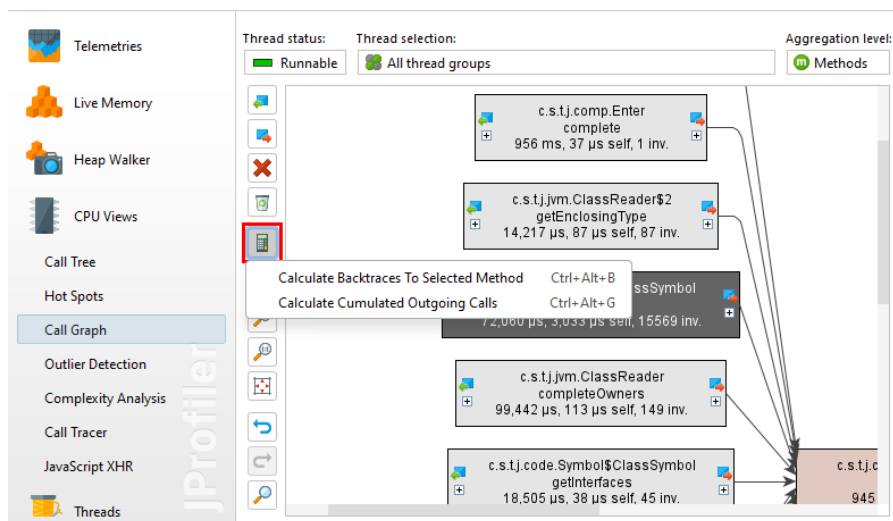 Thread status:
Thread selection:
Aggregation level:
Runnable
All thread groups
Methods
Telemetries
Live Memory
Heap Walker
CPU Views
Call Tree
Hot Spots
Call Graph
Outlier Detection
Complexity Analysis
Call Tracer
JavaScript XHR
Threads
JProfiler
c.s.t.j.comp.Enter
complete
956 ms, 37 µs self, 1 inv.
c.s.t.j.jvm.ClassReader$2
getEnclosingType
14,217 µs, 87 µs self, 87 inv.
Calculate Backtraces To Selected Method Ctrl+Alt+B
Calculate Cumulated Outgoing Calls Ctrl+Alt+G
ssSymbol
72,060 µs, 3,033 µs self, 15569 inv.
c.s.t.j.jvm.ClassReader
completeOwners
99,442 µs, 113 µs self, 149 inv.
c.s.t.j.code.Symbol$ClassSymbol
getInterfaces
18,505 µs, 38 µs self, 45 inv.
c.s.t.j.c
945